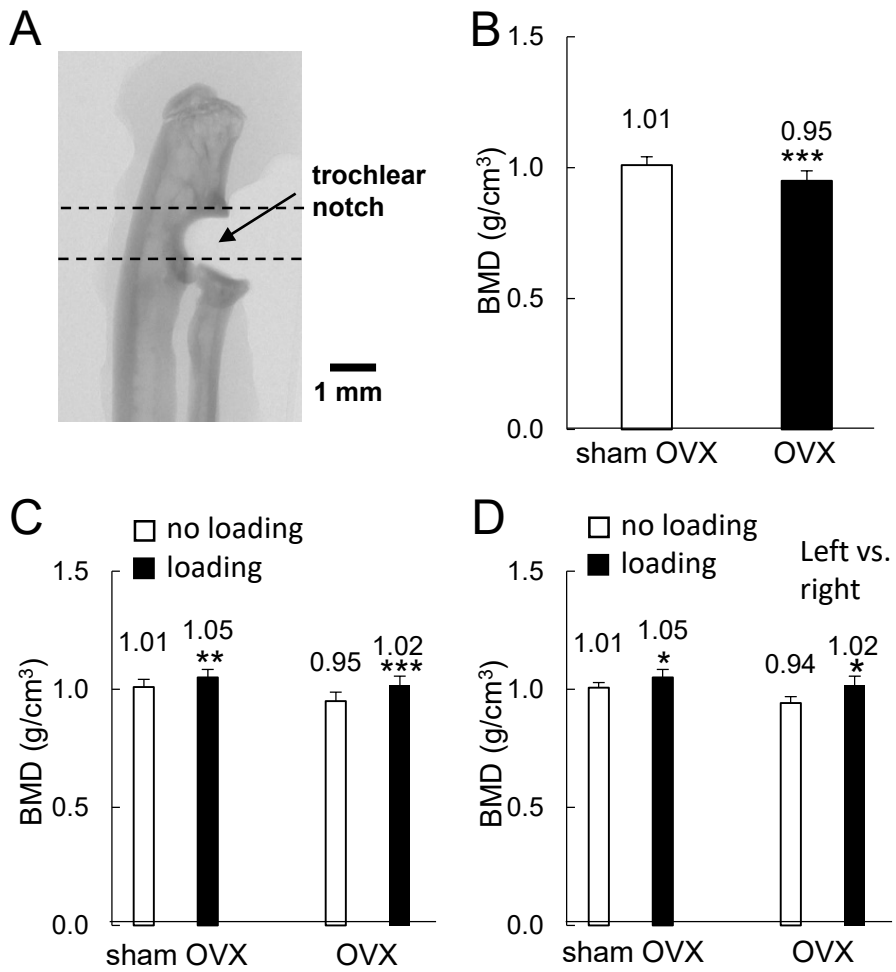 A
trochlear
notch
1 mm
B
BMD (g/cm³)
1.5
1.0
0.5
0.0
1.01
0.95
***
sham OVX
OVX
C
no loading
loading
BMD (g/cm³)
1.5
1.0
0.5
0.0
1.01
1.05
**
0.95
1.02
***
sham OVX
OVX
D
no loading
loading
Left vs.
right
BMD (g/cm³)
1.5
1.0
0.5
0.0
1.01
1.05
*
0.94
1.02
*
sham OVX
OVX